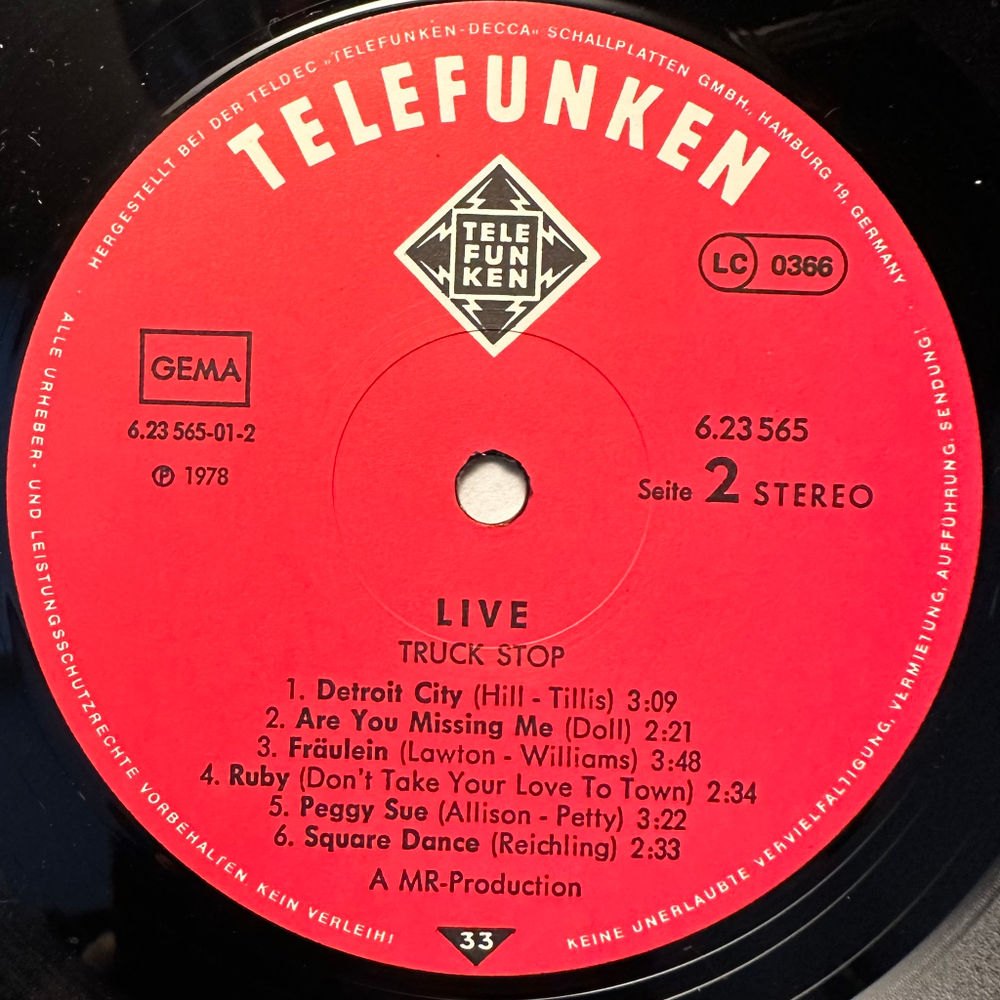 HERGESTELLT BEI DER TELDEC „TELEFUNKEN-DECCA" SCHALLPLATTEN GMBH., HAMBURG 19, GERMANY
TELEFUNKEN
TELE
FUN
KEN
LC 0366
GEMA
6.23 565-01-2
℗ 1978
6.23 565
Seite 2 STEREO
LIVE
TRUCK STOP
1. Detroit City (Hill - Tillis) 3:09
2. Are You Missing Me (Doll) 2:21
3. Fräulein (Lawton - Williams) 3:48
4. Ruby (Don't Take Your Love To Town) 2:34
5. Peggy Sue (Allison - Petty) 3:22
6. Square Dance (Reichling) 2:33
A MR-Production
33
ALLE URHEBER- UND LEISTUNGSSCHUTZRECHTE VORBEHALTEN. KEIN VERLEIH! KEINE UNERLAUBTE VERVIELFALTIGUNG, VERMIETUNG, AUFFÜHRUNG, SENDUNG!